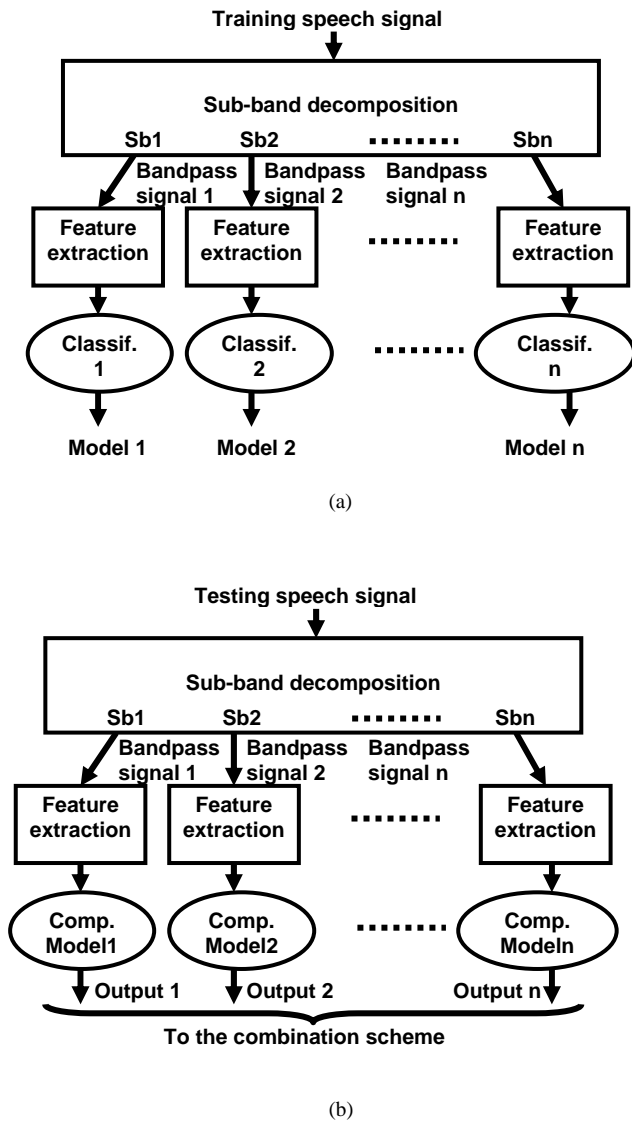 Training speech signal
Sub-band decomposition
Sb1 Sb2 Sbn
Bandpass Bandpass Bandpass
signal 1 signal 2 signal n
Feature Feature Feature
extraction extraction extraction
Classif. Classif. Classif.
1 2 n
Model 1 Model 2 Model n
(a)
Testing speech signal
Sub-band decomposition
Sb1 Sb2 Sbn
Bandpass Bandpass Bandpass
signal 1 signal 2 signal n
Feature Feature Feature
extraction extraction extraction
Comp. Comp. Comp.
Model1 Model2 Modeln
Output 1 Output 2 Output n
To the combination scheme
(b)